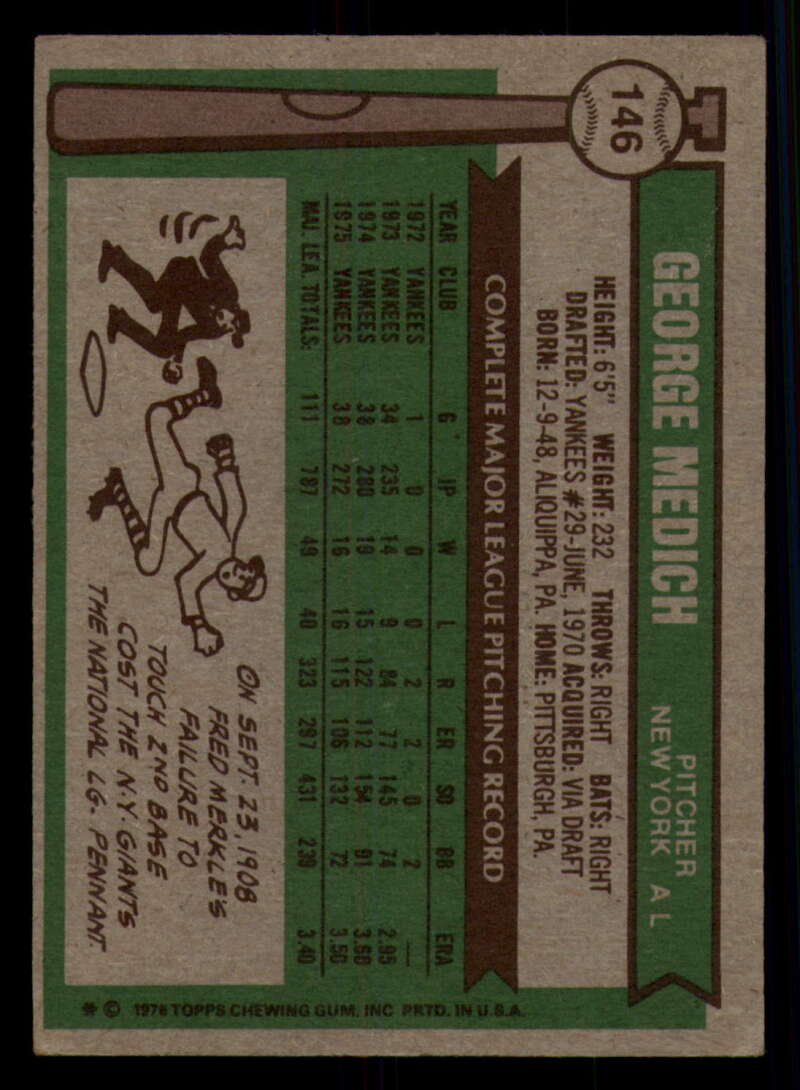 146
GEORGE MEDICH
PITCHER
NEW YORK A L
HEIGHT: 6'5" WEIGHT: 232 THROWS: RIGHT BATS: RIGHT
DRAFTED: YANKEES #29-JUNE, 1970 ACQUIRED: VIA DRAFT
BORN: 12-9-48, ALIQUIPPA, PA. HOME: PITTSBURGH, PA.
COMPLETE MAJOR LEAGUE PITCHING RECORD
YEAR CLUB G IP W L R ER SO BB ERA
1972 YANKEES 1 0 0 0 2 2 0 2 —
1973 YANKEES 34 235 14 9 84 77 145 74 2.95
1974 YANKEES 38 280 19 15 122 112 154 91 3.60
1975 YANKEES 38 272 16 16 115 106 132 72 3.50
MAJ. LEA. TOTALS: 111 787 49 40 323 297 431 239 3.40
ON SEPT. 23, 1908
FRED MERKLE'S
FAILURE TO
TOUCH 2ND BASE
COST THE N.Y. GIANTS
THE NATIONAL LG. PENNANT
* © 1976 TOPPS CHEWING GUM, INC PRTD. IN U.S.A.